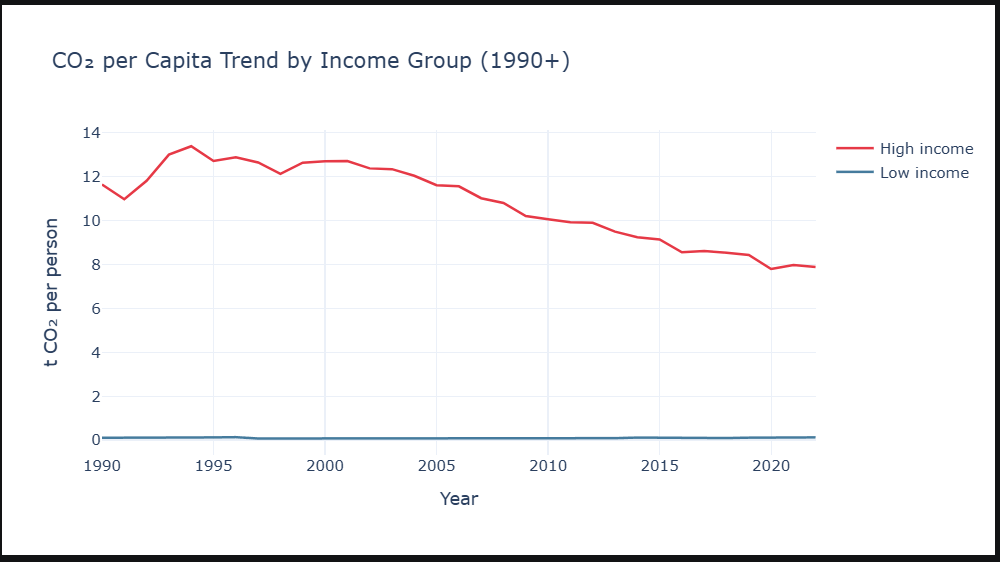 CO₂ per Capita Trend by Income Group (1990+)
t CO₂ per person
14
12
10
8
6
4
2
0
1990 1995 2000 2005 2010 2015 2020
Year
High income
Low income